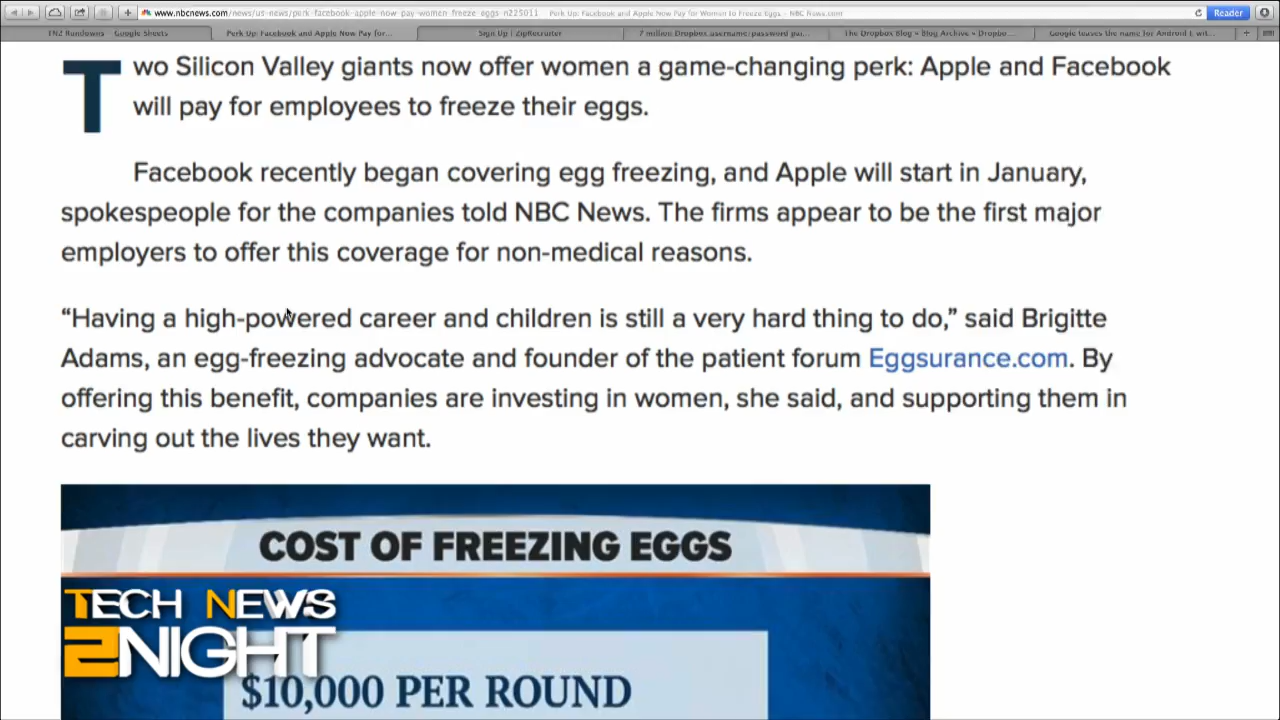 www.nbcnews.com/news/us-news/perk-facebook-apple-now-pay-women-freeze-eggs-n225011
Perk Up: Facebook and Apple Now Pay for Women to Freeze Eggs - NBC News.com
Reader
TN2 Rundowns - Google Sheets
Perk Up: Facebook and Apple Now Pay for...
Sign Up | ZipRecruiter
7 million Dropbox username/password pa...
The Dropbox Blog » Blog Archive » Dropbo...
Google teases the name for Android L wit...
Two Silicon Valley giants now offer women a game-changing perk: Apple and Facebook
will pay for employees to freeze their eggs.
Facebook recently began covering egg freezing, and Apple will start in January,
spokespeople for the companies told NBC News. The firms appear to be the first major
employers to offer this coverage for non-medical reasons.
“Having a high-powered career and children is still a very hard thing to do,” said Brigitte
Adams, an egg-freezing advocate and founder of the patient forum Eggsurance.com. By
offering this benefit, companies are investing in women, she said, and supporting them in
carving out the lives they want.
COST OF FREEZING EGGS
TECH NEWS
2NIGHT
$10,000 PER ROUND